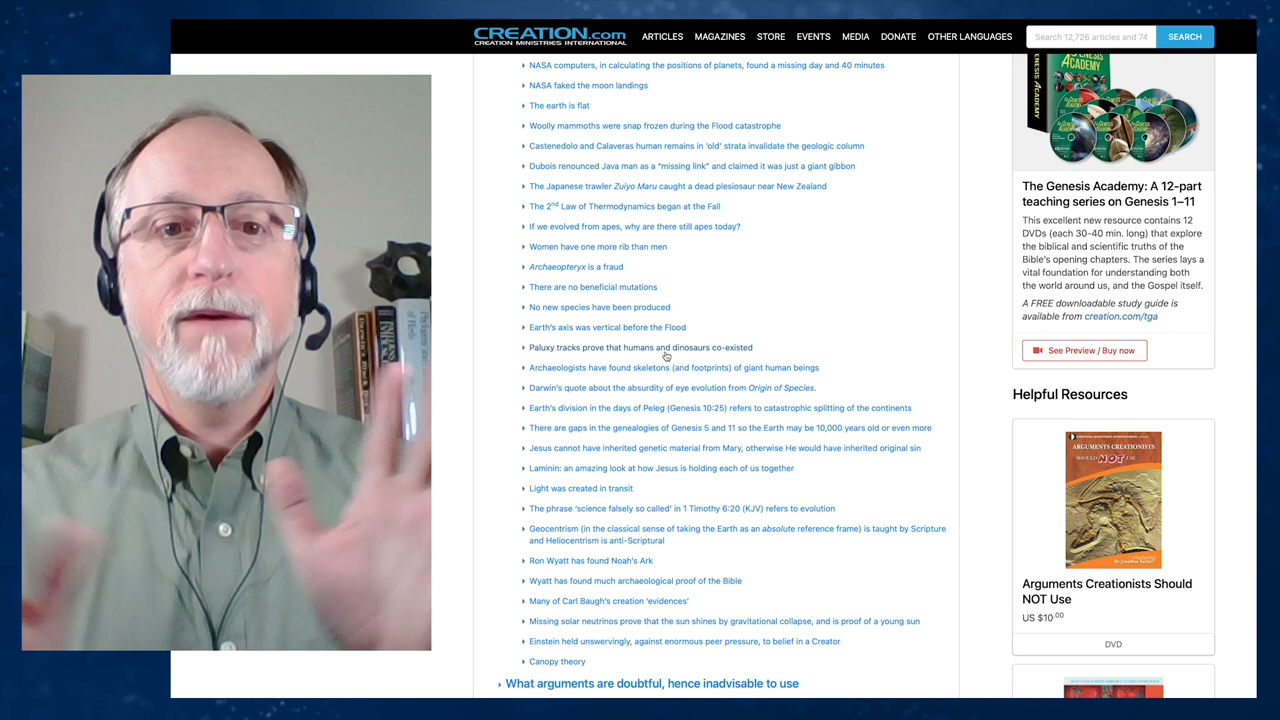 CREATION.com
CREATION MINISTRIES INTERNATIONAL
ARTICLES MAGAZINES STORE EVENTS MEDIA DONATE OTHER LANGUAGES
Search 12,726 articles and 74
SEARCH
NASA computers, in calculating the positions of planets, found a missing day and 40 minutes
NASA faked the moon landings
The earth is flat
Woolly mammoths were snap frozen during the Flood catastrophe
Castenedolo and Calaveras human remains in ‘old’ strata invalidate the geologic column
Dubois renounced Java man as a “missing link” and claimed it was just a giant gibbon
The Japanese trawler Zuiyo Maru caught a dead plesiosaur near New Zealand
The 2nd Law of Thermodynamics began at the Fall
If we evolved from apes, why are there still apes today?
Women have one more rib than men
Archaeopteryx is a fraud
There are no beneficial mutations
No new species have been produced
Earth’s axis was vertical before the Flood
Paluxy tracks prove that humans and dinosaurs co-existed
Archaeologists have found skeletons (and footprints) of giant human beings
Darwin’s quote about the absurdity of eye evolution from Origin of Species.
Earth’s division in the days of Peleg (Genesis 10:25) refers to catastrophic splitting of the continents
There are gaps in the genealogies of Genesis 5 and 11 so the Earth may be 10,000 years old or even more
Jesus cannot have inherited genetic material from Mary, otherwise He would have inherited original sin
Laminin: an amazing look at how Jesus is holding each of us together
Light was created in transit
The phrase ‘science falsely so called’ in 1 Timothy 6:20 (KJV) refers to evolution
Geocentrism (in the classical sense of taking the Earth as an absolute reference frame) is taught by Scripture
and Heliocentrism is anti-Scriptural
Ron Wyatt has found Noah’s Ark
Wyatt has found much archaeological proof of the Bible
Many of Carl Baugh’s creation ‘evidences’
Missing solar neutrinos prove that the sun shines by gravitational collapse, and is proof of a young sun
Einstein held unswervingly, against enormous peer pressure, to belief in a Creator
Canopy theory
What arguments are doubtful, hence inadvisable to use
GENESIS
ACADEMY
The Genesis Academy: A 12-part
teaching series on Genesis 1–11
This excellent new resource contains 12
DVDs (each 30-40 min. long) that explore
the biblical and scientific truths of the
Bible’s opening chapters. The series lays a
vital foundation for understanding both
the world around us, and the Gospel itself.
A FREE downloadable study guide is
available from creation.com/tga
See Preview / Buy now
Helpful Resources
ARGUMENTS CREATIONISTS
SHOULD NOT USE
Arguments Creationists Should
NOT Use
US $10.00
DVD